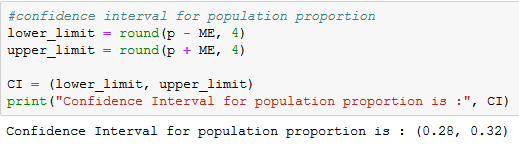 #confidence interval for population proportion
lower_limit = round(p - ME, 4)
upper_limit = round(p + ME, 4)
CI = (lower_limit, upper_limit)
print("Confidence Interval for population proportion is :", CI)
Confidence Interval for population proportion is : (0.28, 0.32)